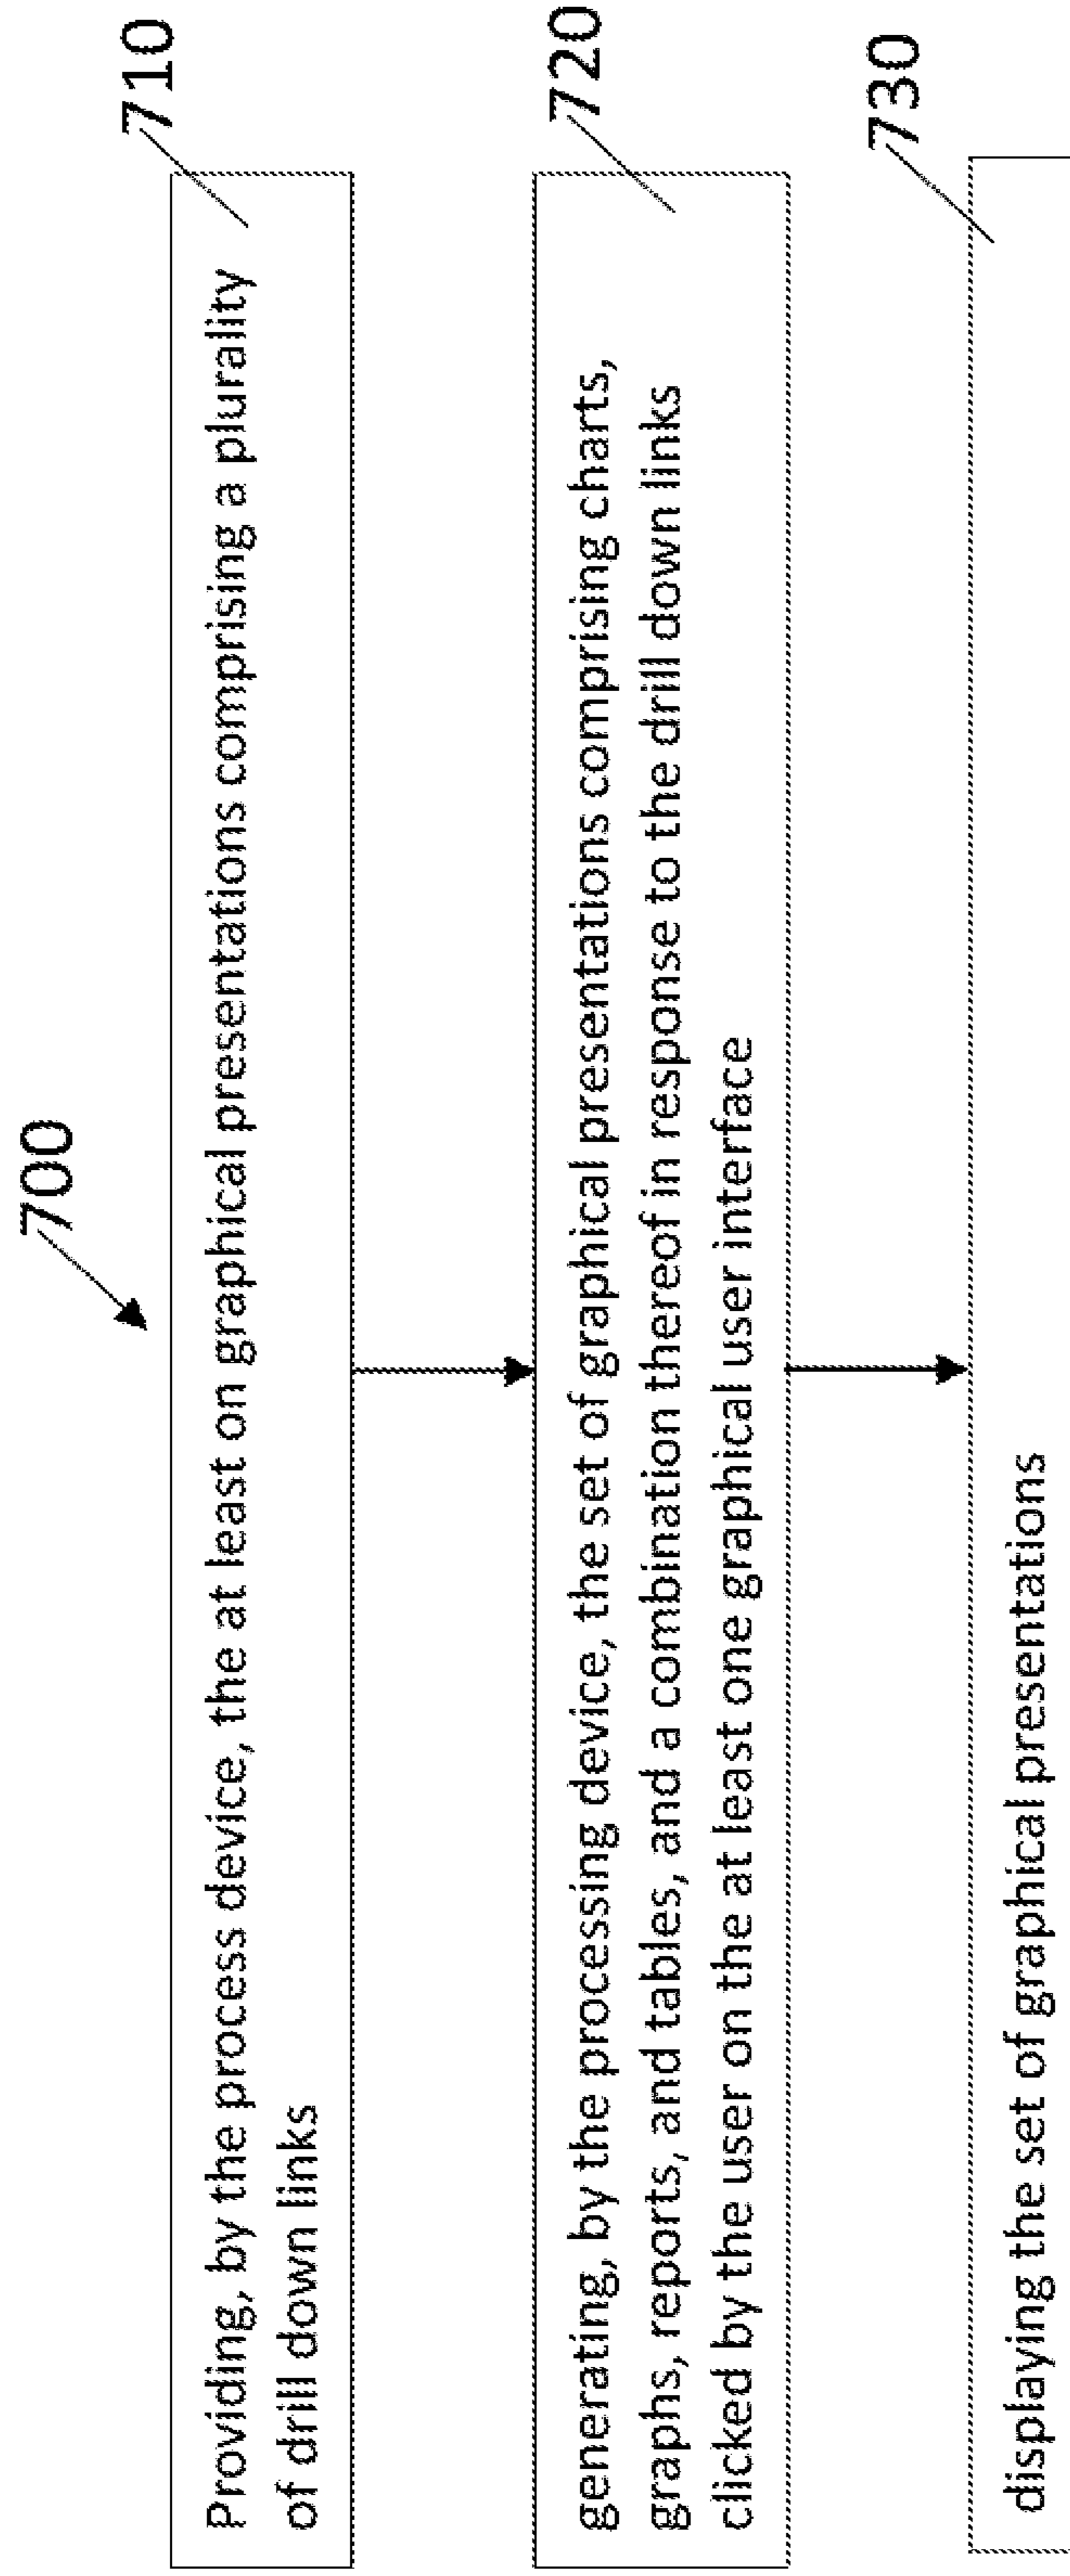 700
710
Providing, by the process device, the at least on graphical presentations comprising a plurality
of drill down links
720
generating, by the processing device, the set of graphical presentations comprising charts,
graphs, reports, and tables, and a combination thereof in response to the drill down links
clicked by the user on the at least one graphical user interface
730
displaying the set of graphical presentations